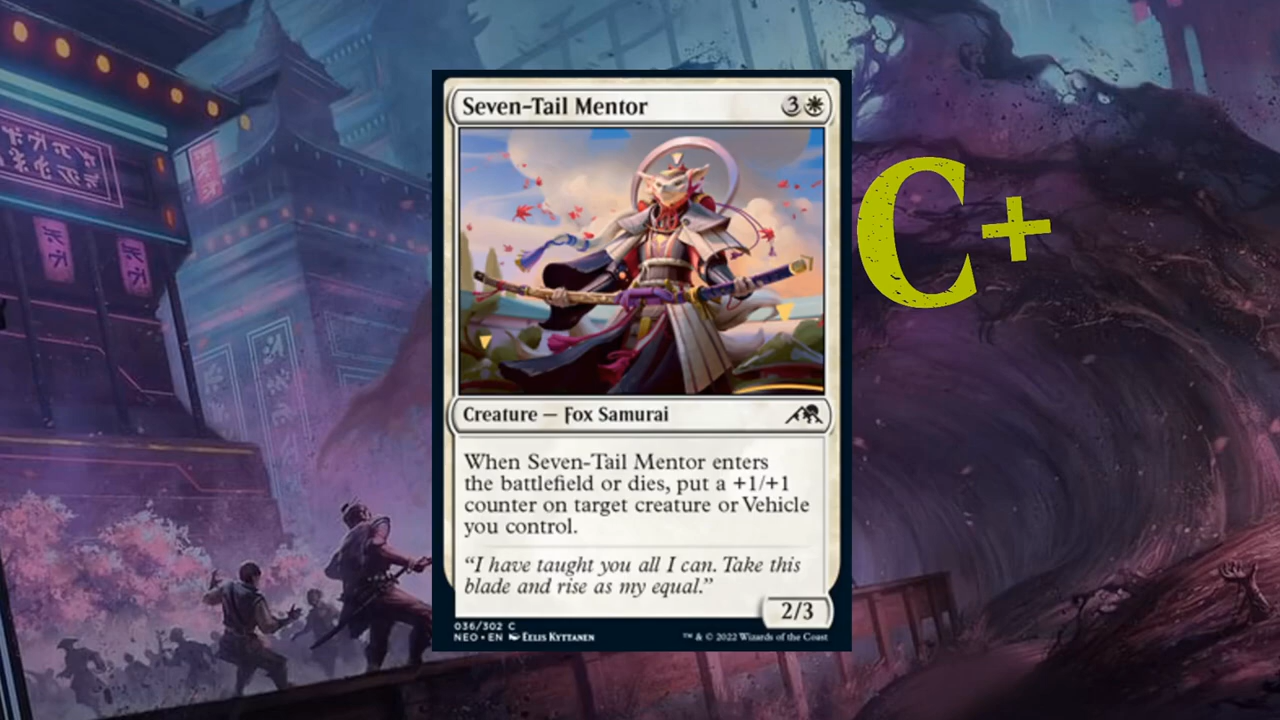 Seven-Tail Mentor 3
C+
Creature — Fox Samurai
When Seven-Tail Mentor enters
the battlefield or dies, put a +1/+1
counter on target creature or Vehicle
you control.
“I have taught you all I can. Take this
blade and rise as my equal.”
2/3
036/302 C
NEO • EN Eelis Kyttanen
™ & © 2022 Wizards of the Coast